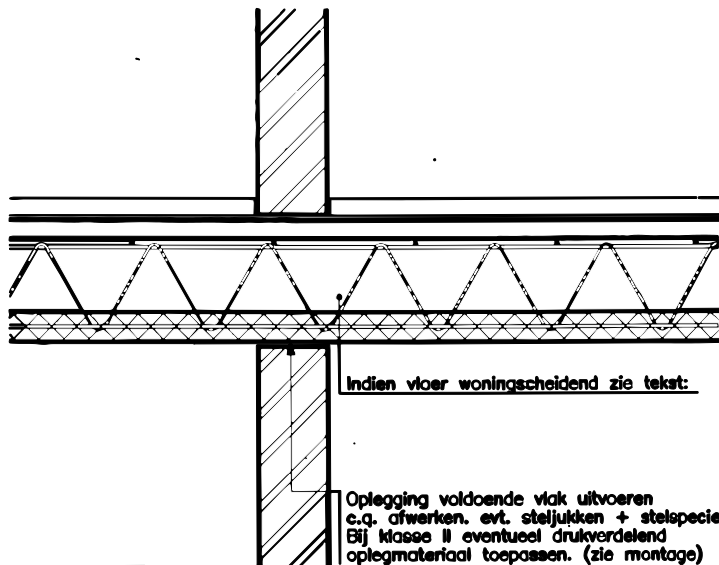 Indien vloer woningscheidend zie tekst:
Oplegging voldoende vlak uitvoeren
c.q. afwerken. evt. steljukken + stelspecie
Bij klasse II eventueel drukverdelend
oplegmateriaal toepassen. (zie montage)